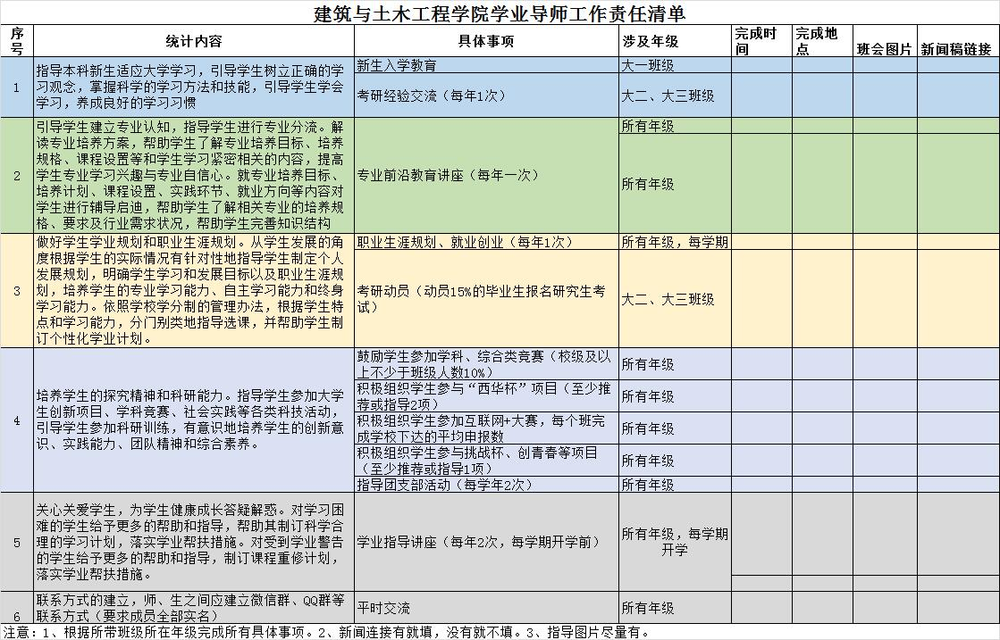 建筑与土木工程学院学业导师工作责任清单
序号 统计内容 具体事项 涉及年级 完成时间 完成地点 班会图片 新闻稿链接
1
指导本科新生适应大学学习，引导学生树立正确的学
习观念，掌握科学的学习方法和技能，引导学生学会
学习，养成良好的学习习惯
新生入学教育 大一班级
考研经验交流（每年1次） 大二、大三班级
2
引导学生建立专业认知，指导学生进行专业分流。解
读专业培养方案，帮助学生了解专业培养目标、培养
规格、课程设置等和学生学习紧密相关的内容，提高
学生专业学习兴趣与专业自信心。就专业培养目标、
培养计划、课程设置、实践环节、就业方向等内容对
学生进行辅导启迪，帮助学生了解相关专业的培养规
格、要求及行业需求状况，帮助学生完善知识结构
专业前沿教育讲座（每年一次）
所有年级
所有年级
3
做好学生学业规划和职业生涯规划。从学生发展的角
度根据学生的实际情况有针对性地指导学生制定个人
发展规划，明确学生学习和发展目标以及职业生涯规
划，培养学生的专业学习能力、自主学习能力和终身
学习能力。依照学校学分制的管理办法，根据学生特
点和学习能力，分门别类地指导选课，并帮助学生制
订个性化学业计划。
职业生涯规划、就业创业（每年1次） 所有年级，每学期
考研动员（动员15%的毕业生报名研究生考
试）
大二、大三班级
4
培养学生的探究精神和科研能力。指导学生参加大学
生创新项目、学科竞赛、社会实践等各类科技活动，
引导学生参加科研训练，有意识地培养学生的创新意
识、实践能力、团队精神和综合素养。
鼓励学生参加学科、综合类竞赛（校级及以
上不少于班级人数10%）
所有年级
积极组织学生参与“西华杯”项目（至少推
荐或指导2项）
所有年级
积极组织学生参加互联网+大赛，每个班完
成学校下达的平均申报数
所有年级
积极组织学生参与挑战杯、创青春等项目
（至少推荐或指导1项）
所有年级
指导团支部活动（每学年2次） 所有年级
5
关心关爱学生，为学生健康成长答疑解惑。对学习困
难的学生给予更多的帮助和指导，帮助其制订科学合
理的学习计划，落实学业帮扶措施。对受到学业警告
的学生给予更多的帮助和指导，制订课程重修计划，
落实学业帮扶措施。
学业指导讲座（每年2次，每学期开学前）
所有年级，每学期
开学
6
联系方式的建立，师、生之间应建立微信群、QQ群等
联系方式（要求成员全部实名）
平时交流 所有年级
注意：1、根据所带班级所在年级完成所有具体事项。2、新闻连接有就填，没有就不填。3、指导图片尽量有。